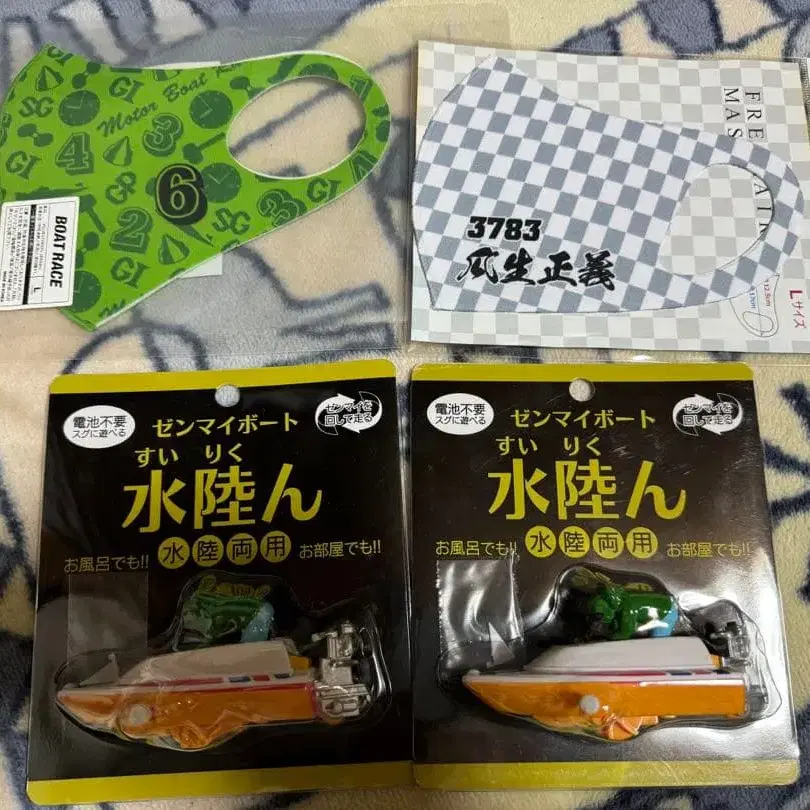 GI
Motor Boat
SG
GI
4
3
6
GI
SG
3
2
GI
BOAT RACE
L
3783
瓜生正義
FRE
MAS
Lサイズ
電池不要
スグに遊べる
ゼンマイボート
ゼンマイを
回して走る
すい りく
水陸ん
お風呂でも!! 水陸両用 お部屋でも!!
電池不要
スグに遊べる
ゼンマイボート
ゼンマイを
回して走る
すい りく
水陸ん
お風呂でも!! 水陸両用 お部屋でも!!